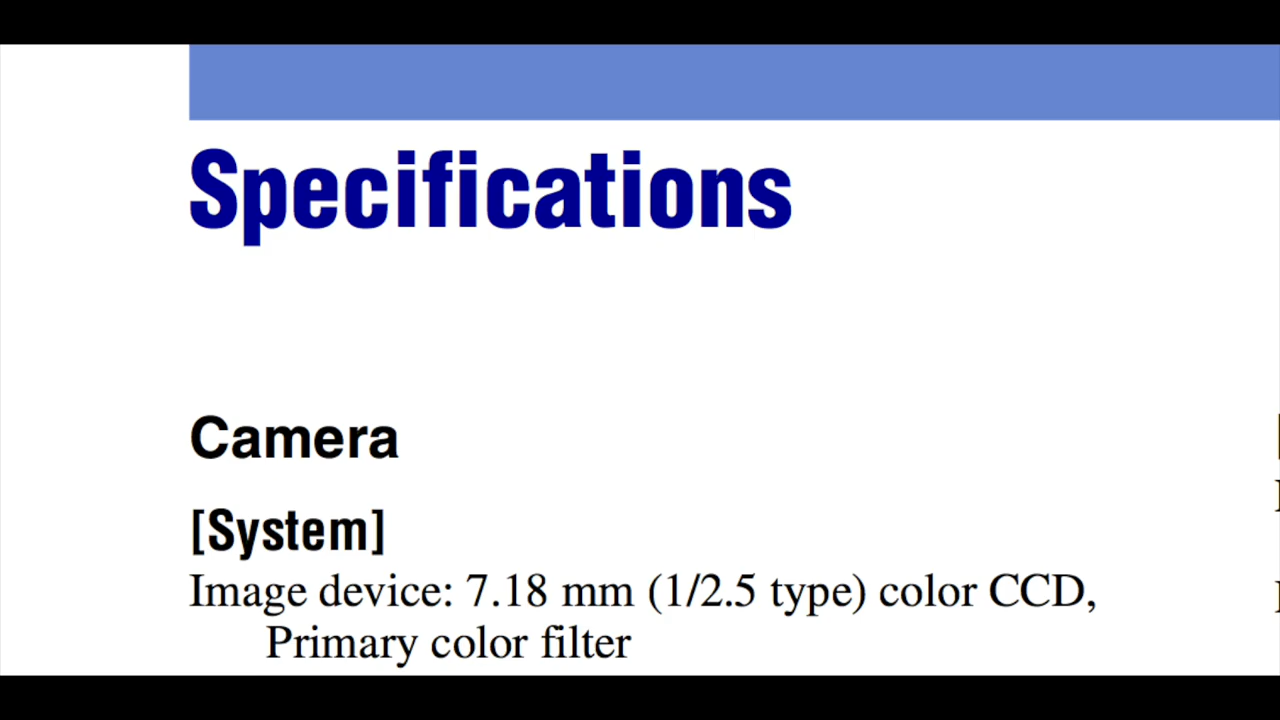 Specifications
Camera
[System]
Image device: 7.18 mm (1/2.5 type) color CCD,
Primary color filter